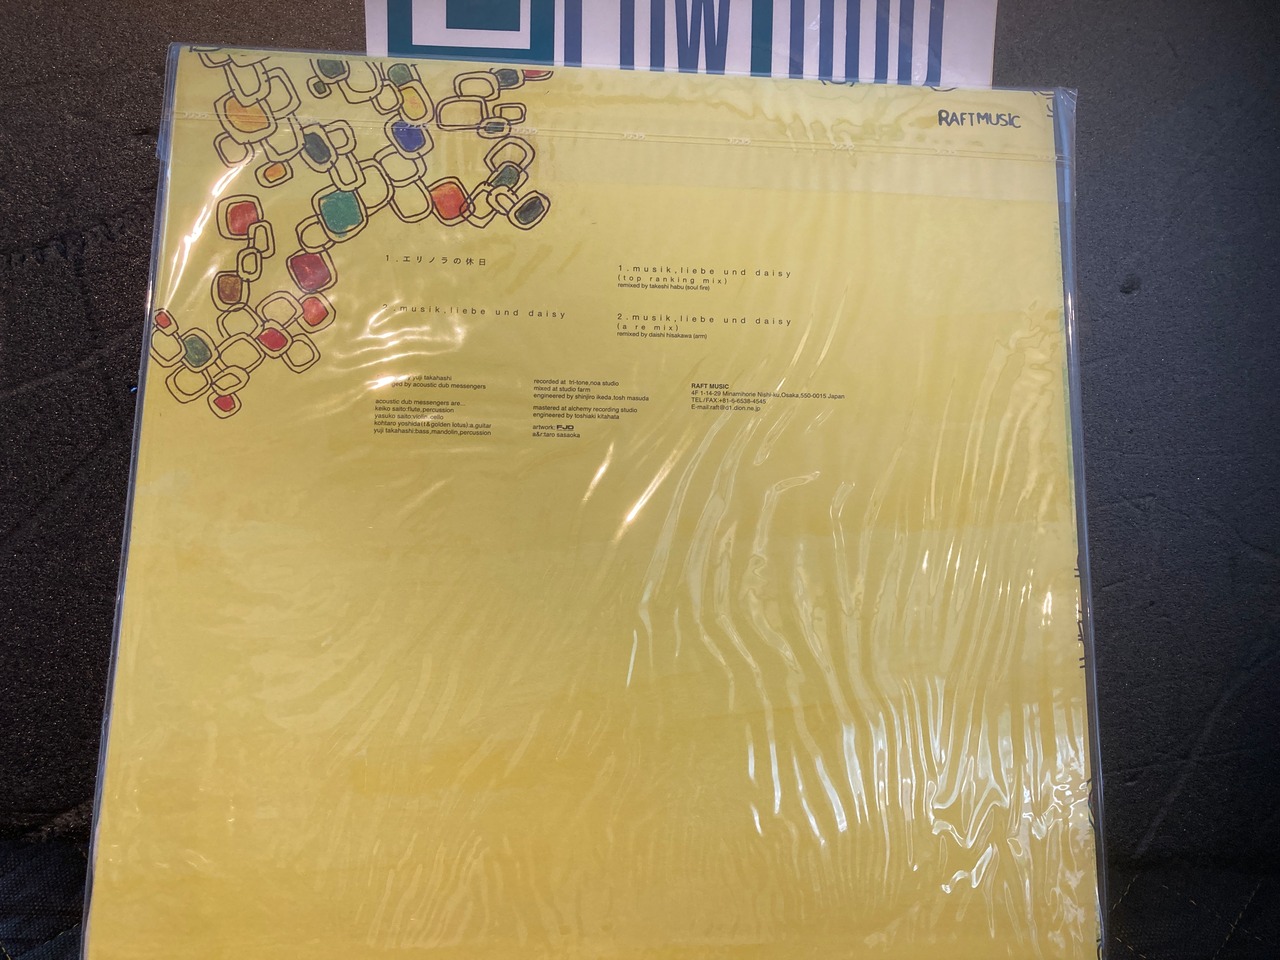 RAFT MUSIC
1.エリノラの休日
2.musik,liebe und daisy
1.musik,liebe und daisy
(top ranking mix)
remixed by takeshi habu (soul fire)
2.musik,liebe und daisy
(a re mix)
remixed by daishi hisakawa (arm)
yuji takahashi
by acoustic dub messengers
acoustic dub messengers are...
keiko saito:flute,percussion
yasuko saito:violin,cello
kohtaro yoshida(t&golden lotus):a.guitar
yuji takahashi:bass,mandolin,percussion
recorded at tri-tone,noa studio
mixed at studio farm
engineered by shinjiro ikeda.tosh masuda
mastered at alchemy recording studio
engineered by toshiaki kitahata
artwork: FJD
a&r:taro sasaoka
RAFT MUSIC
4F 1-14-29 Minamihorie Nishi-ku,Osaka,550-0015 Japan
TEL/FAX:+81-6-6538-4545
E-mail:raft@d1.dion.ne.jp